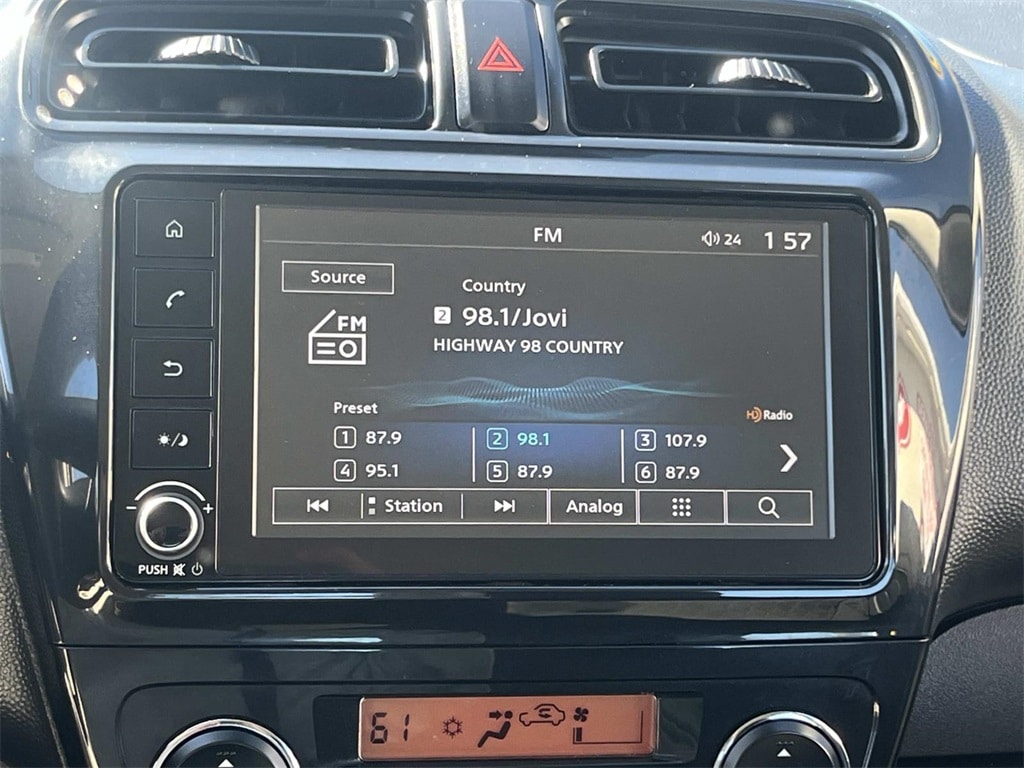 FM 24 1 57
Source
Country
2 98.1/Jovi
FM
HIGHWAY 98 COUNTRY
Preset
HD Radio
1 87.9 2 98.1 3 107.9
4 95.1 5 87.9 6 87.9
Station Analog
- +
PUSH
61